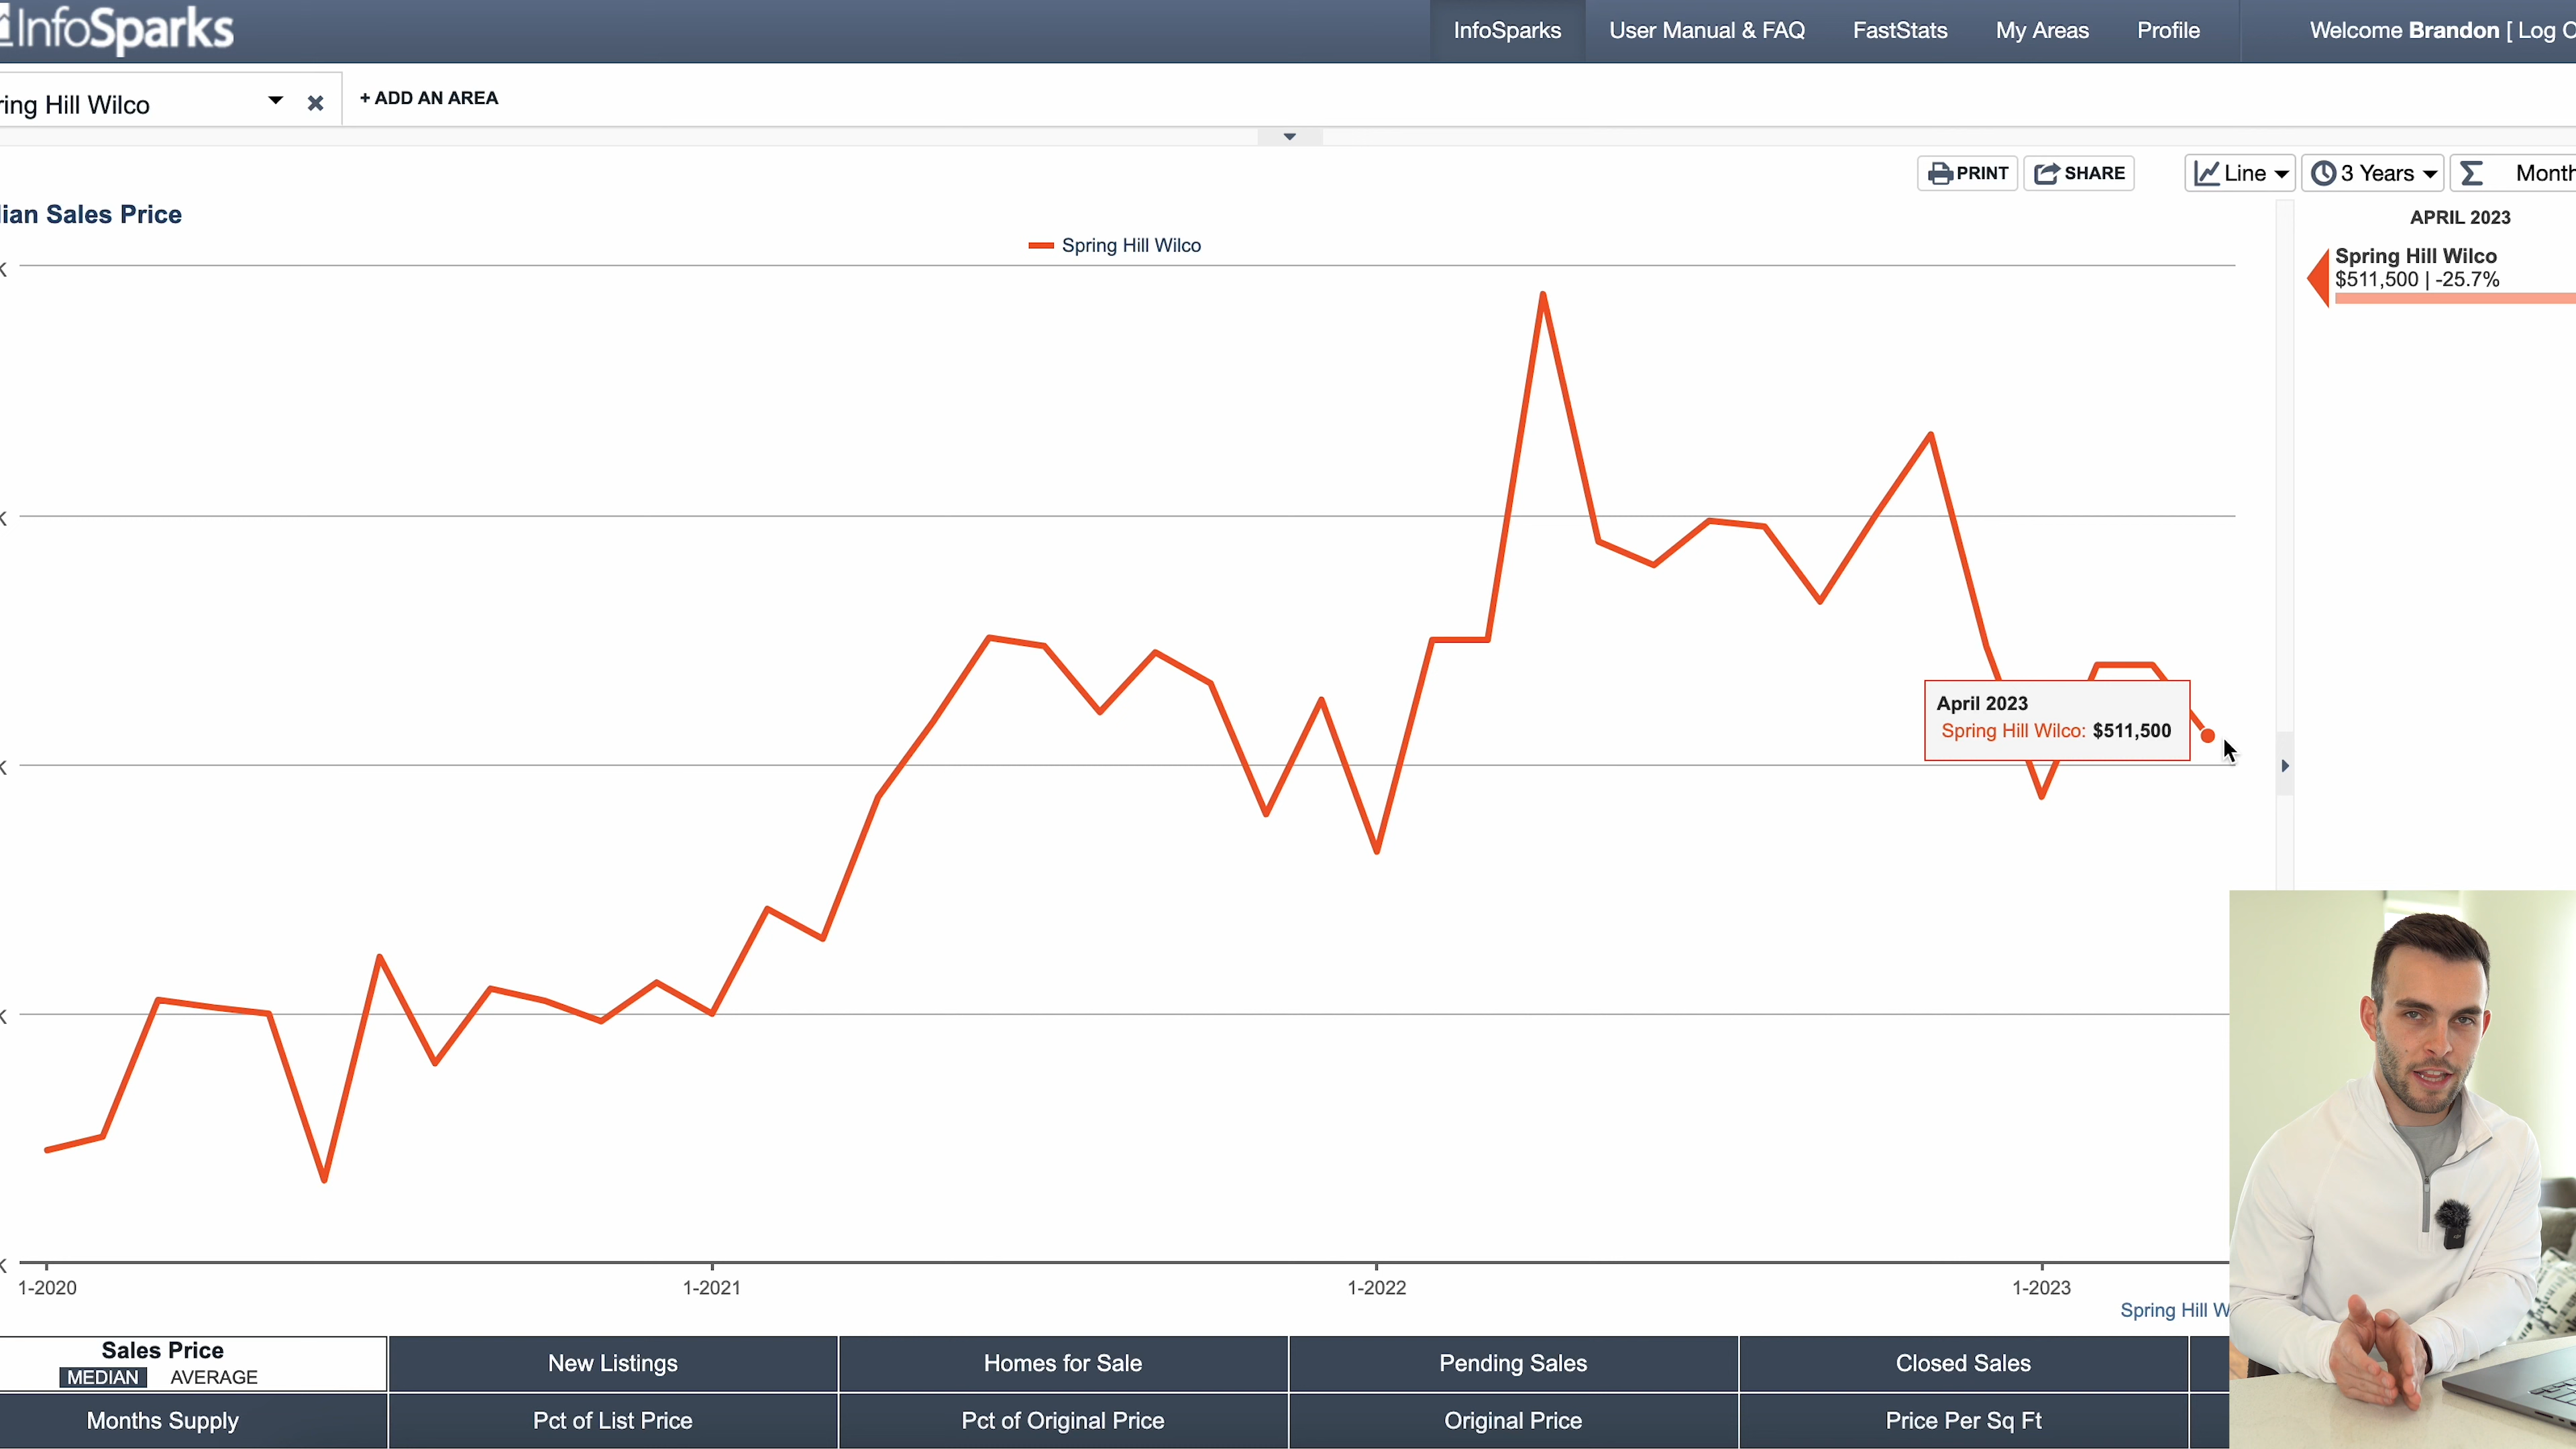 InfoSparks
InfoSparks
User Manual & FAQ
FastStats
My Areas
Profile
Welcome Brandon [ Log
ring Hill Wilco
+ ADD AN AREA
PRINT
SHARE
Line
3 Years
Month
ian Sales Price
APRIL 2023
Spring Hill Wilco
Spring Hill Wilco
$511,500 | -25.7%
K
K
April 2023
Spring Hill Wilco: $511,500
K
K
K
1-2020
1-2021
1-2022
1-2023
Spring Hill W
Sales Price
MEDIAN AVERAGE
New Listings
Homes for Sale
Pending Sales
Closed Sales
Months Supply
Pct of List Price
Pct of Original Price
Original Price
Price Per Sq Ft